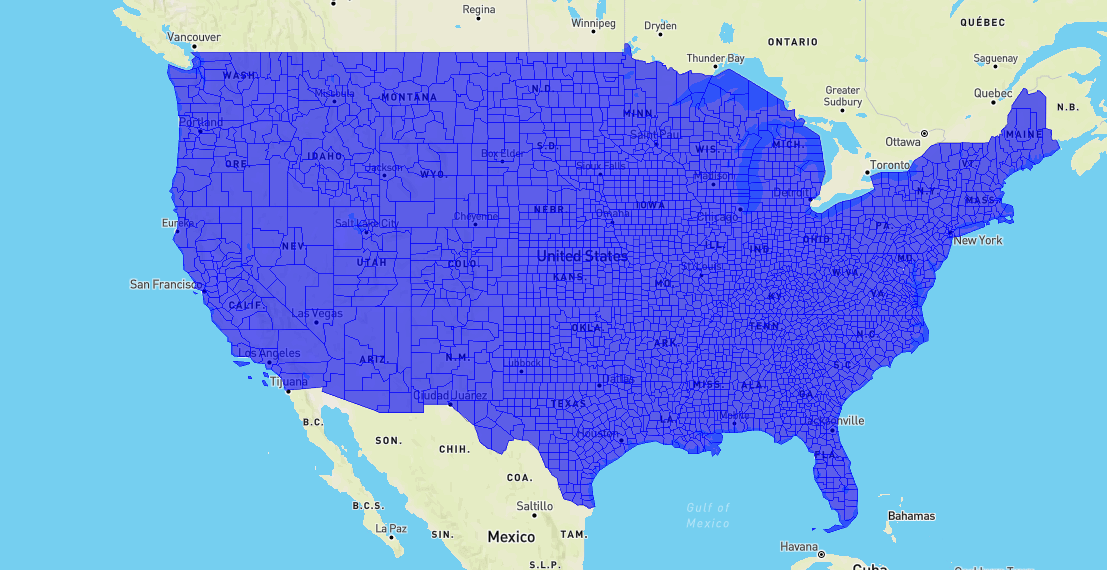 Regina
Winnipeg
Dryden
QUÉBEC
Vancouver
ONTARIO
Thunder Bay
Saguenay
WASH.
Missoula
MONTANA
N.D.
Greater
Sudbury
Quebec
N.B.
MINN.
Portland
Saint Paul
MICH.
Ottawa
MAINE
ORE.
IDAHO
Box Elder
S.D.
WIS.
VT.
Jackson
WYO.
Sioux Falls
Madison
Toronto
Detroit
N.Y.
MASS.
Eureka
Salt Lake City
Cheyenne
NEBR.
Omaha
IOWA
Chicago
PA.
NEV.
UTAH
COLO.
United States
ILL.
IND.
OHIO
New York
KANS.
MO.
St. Louis
W.VA.
MD.
San Francisco
CALIF.
Las Vegas
KY.
VA.
OKLA.
TENN.
N.C.
Los Angeles
ARIZ.
N.M.
Lubbock
ARK.
S.C.
Tijuana
Ciudad Juárez
Dallas
MISS.
ALA.
GA.
B.C.
TEXAS
LA.
Mobile
Jacksonville
SON.
CHIH.
Houston
FLA.
COA.
B.C.S.
Saltillo
Gulf of
Mexico
Bahamas
La Paz
SIN.
Mexico
TAM.
Havana
S.L.P.
Cuba